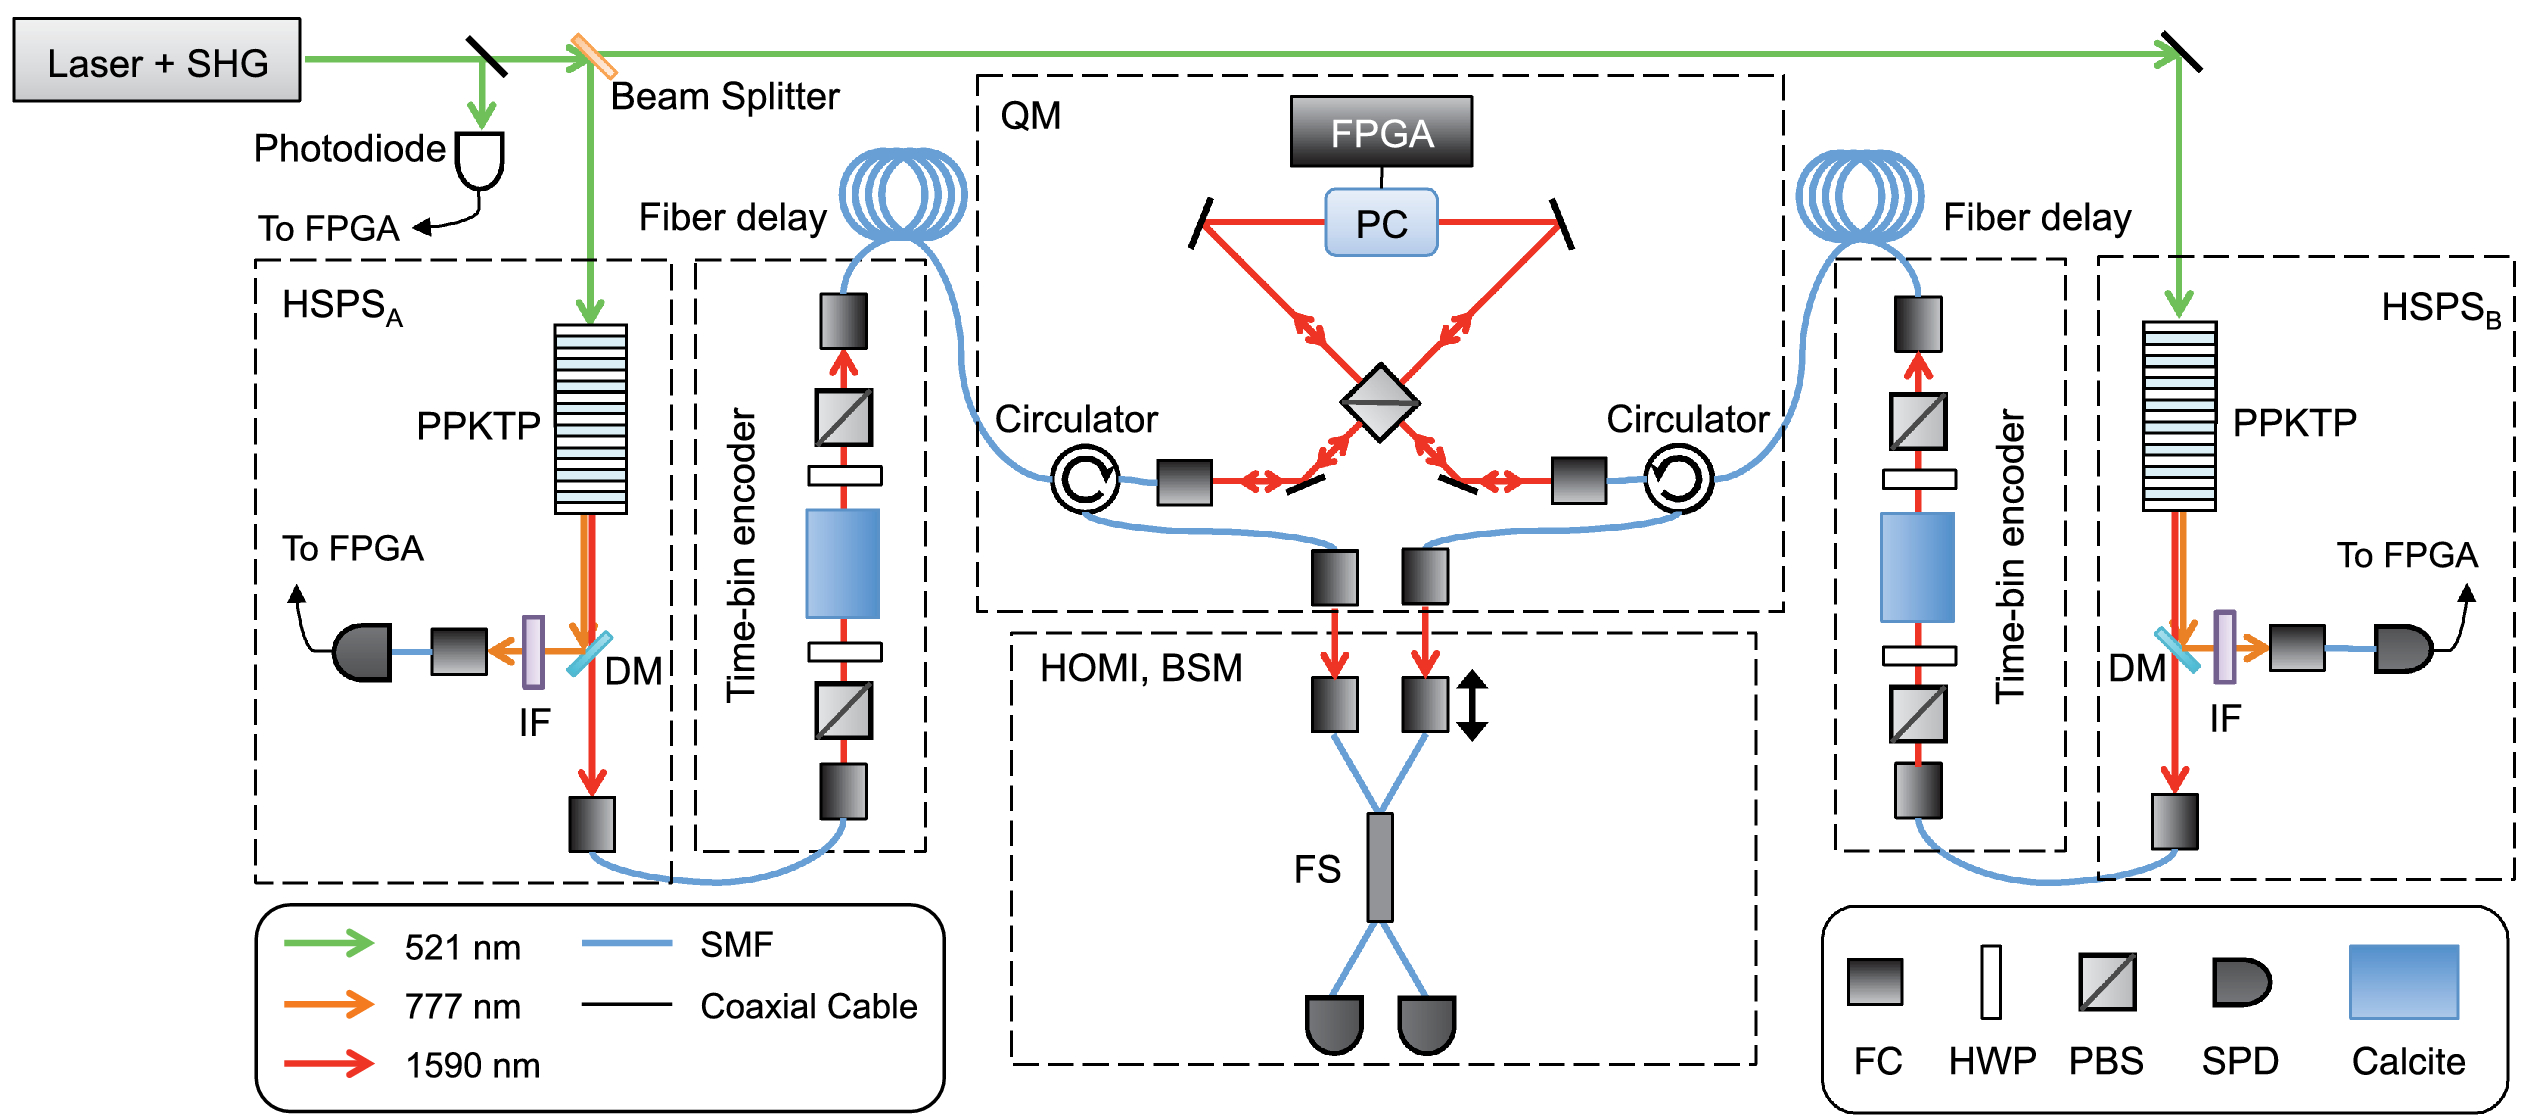 Laser + SHG
Beam Splitter
Photodiode
To FPGA
Fiber delay
QM
FPGA
PC
Fiber delay
HSPSA
PPKTP
Circulator
Circulator
HSPSB
PPKTP
Time-bin encoder
Time-bin encoder
To FPGA
To FPGA
DM
IF
HOMI, BSM
DM
IF
FS
521 nm
SMF
777 nm
Coaxial Cable
1590 nm
FC
HWP
PBS
SPD
Calcite